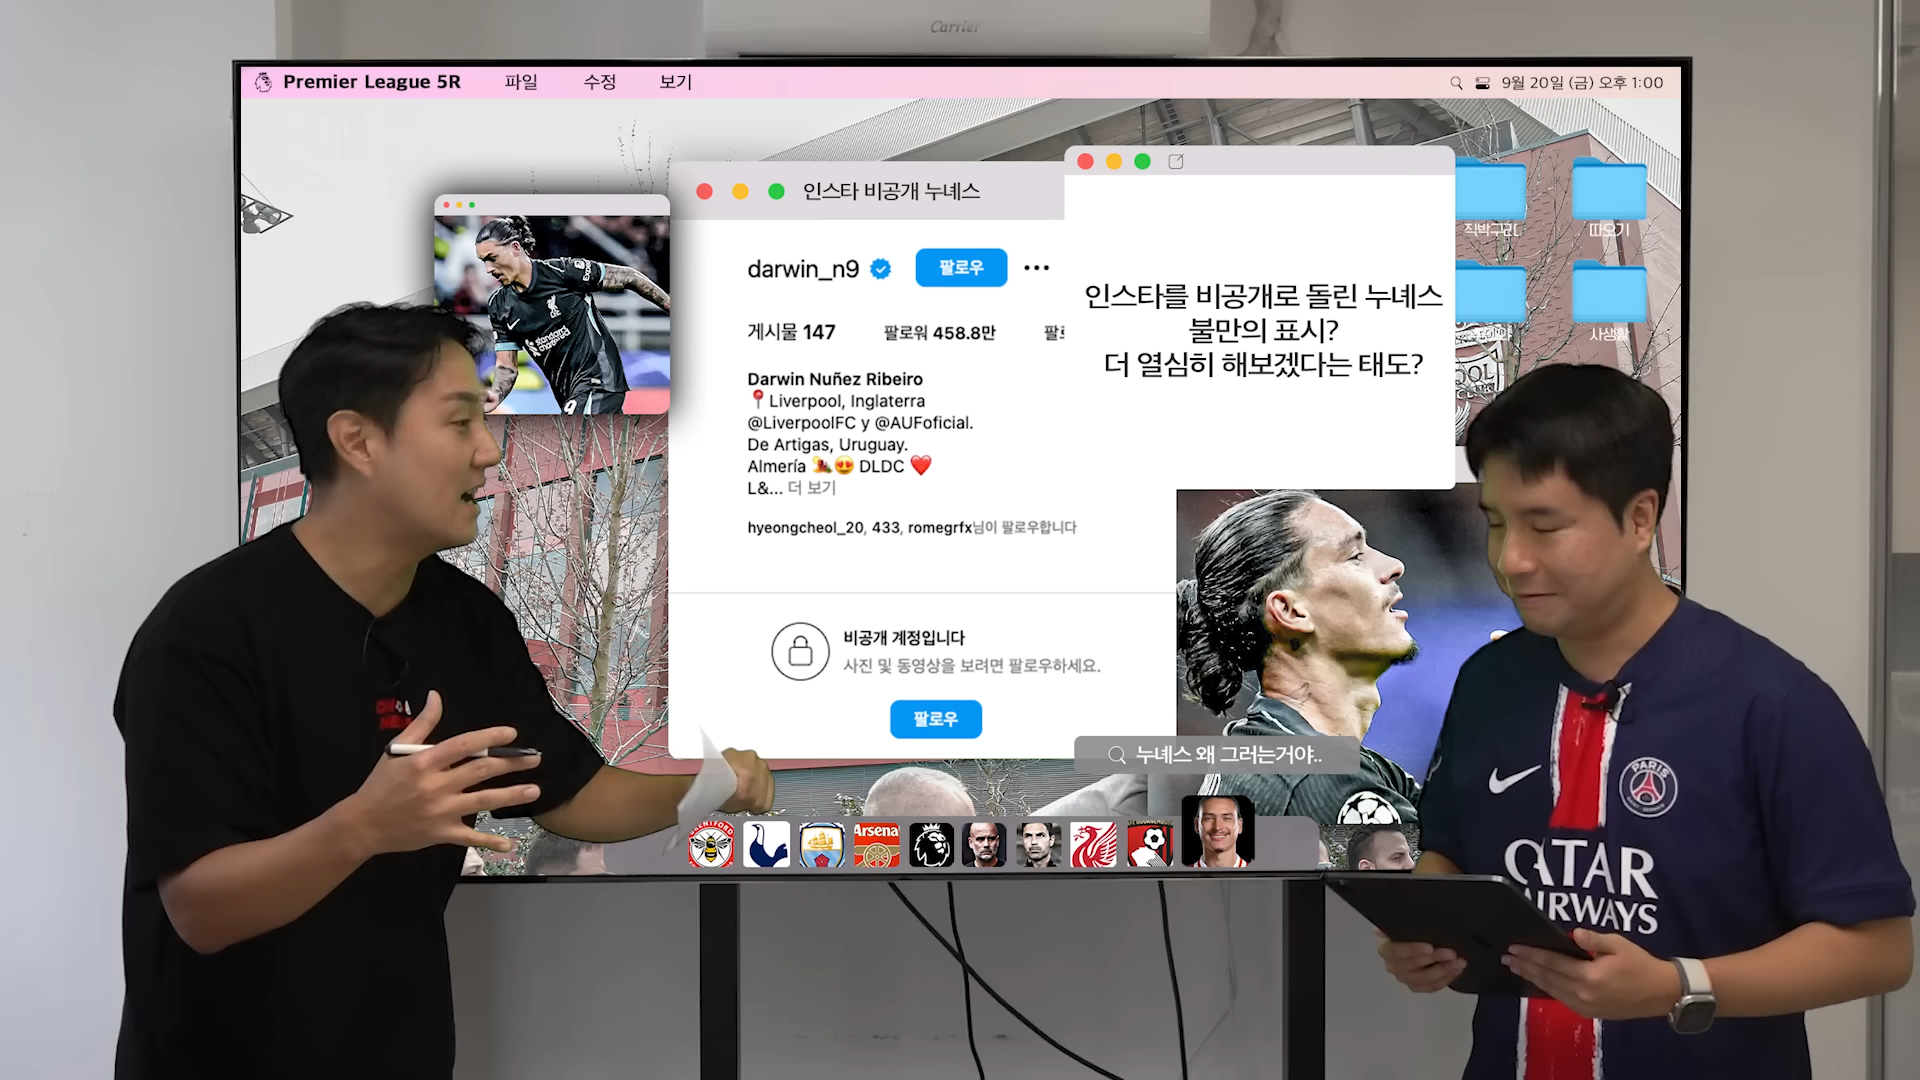 Carrier
Premier League 5R 파일 수정 보기
9월 20일 (금) 오후 1:00
인스타 비공개 누녜스
darwin_n9 팔로우
게시물 147 팔로워 458.8만
Darwin Nuñez Ribeiro
Liverpool, Inglaterra
@LiverpoolFC y @AUFoficial.
De Artigas, Uruguay.
Almería DLDC
L&... 더 보기
hyeongcheol_20, 433, romegrfx님이 팔로우합니다
비공개 계정입니다
사진 및 동영상을 보려면 팔로우하세요.
팔로우
인스타를 비공개로 돌린 누녜스
불만의 표시?
더 열심히 해보겠다는 태도?
직박구리
따오기
사생활
누녜스 왜 그러는거야..
Arsenal
PARIS
QATAR
AIRWAYS